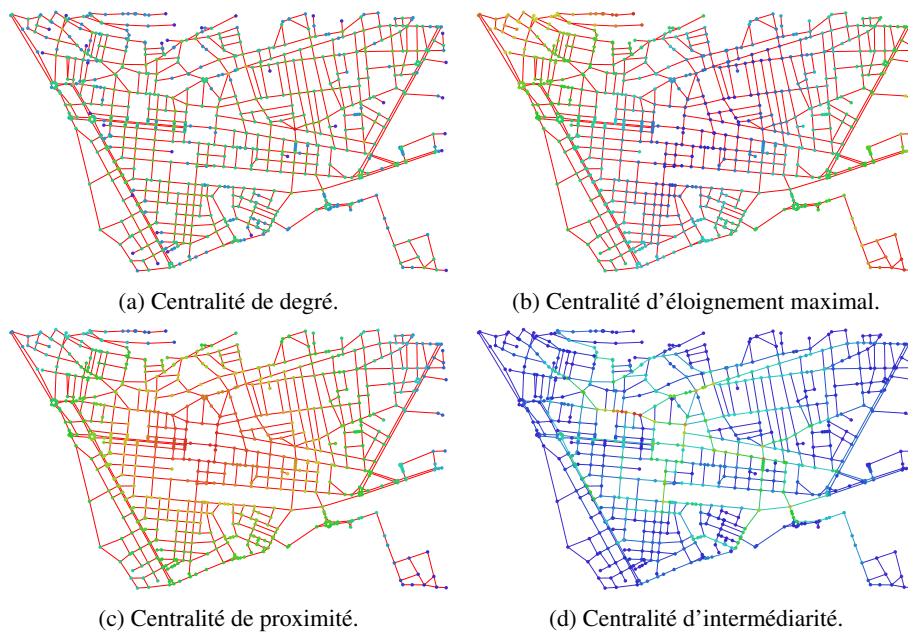 (a) Centralité de degré.
(b) Centralité d'éloignement maximal.
(c) Centralité de proximité.
(d) Centralité d'intermédiarité.